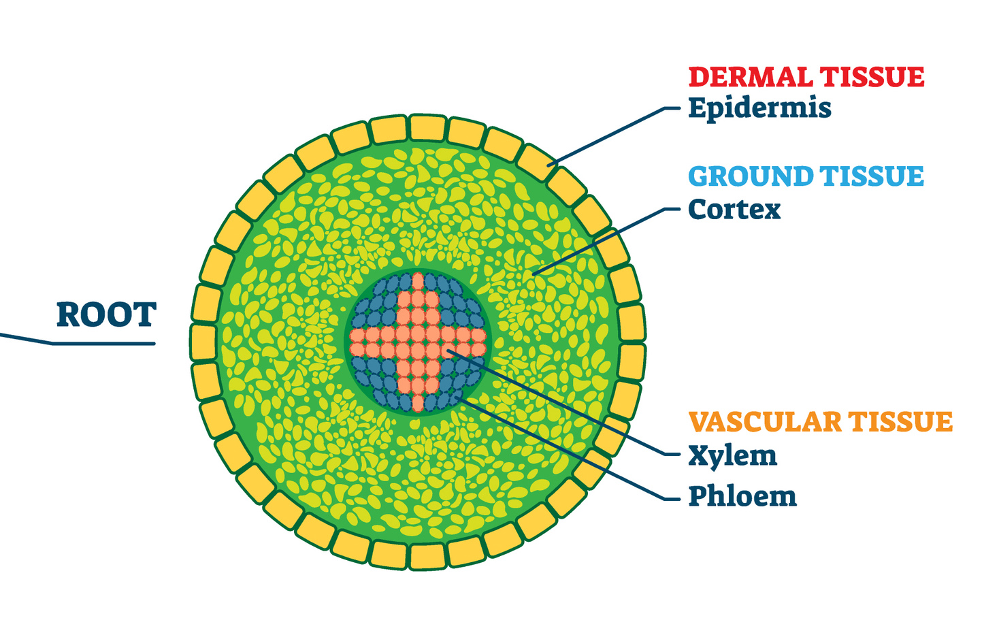 ROOT
DERMAL TISSUE
Epidermis
GROUND TISSUE
Cortex
VASCULAR TISSUE
Xylem
Phloem